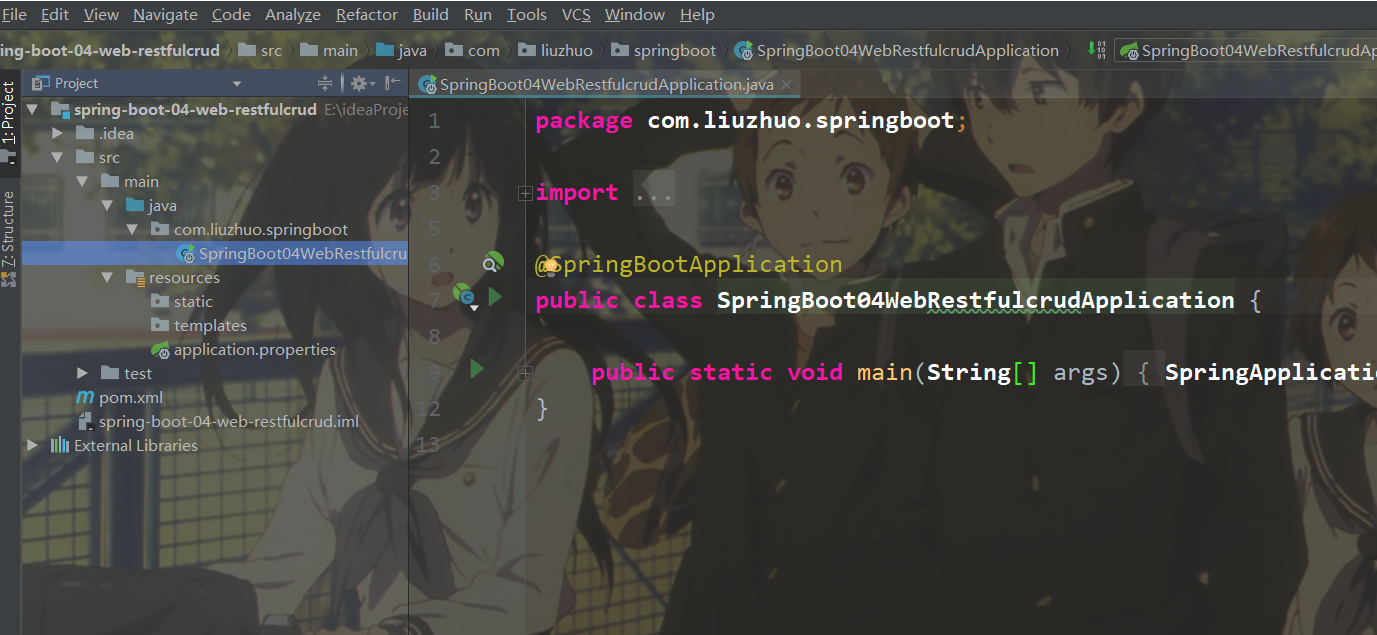 File Edit View Navigate Code Analyze Refactor Build Run Tools VCS Window Help
ing-boot-04-web-restfulcrud src main java com liuzhuo springboot SpringBoot04WebRestfulcrudApplication SpringBoot04WebRestfulcrudAp
1: Project
Z: Structure
Project
spring-boot-04-web-restfulcrud E:\ideaProje
.idea
src
main
java
com.liuzhuo.springboot
SpringBoot04WebRestfulcru
resources
static
templates
application.properties
test
pom.xml
spring-boot-04-web-restfulcrud.iml
External Libraries
SpringBoot04WebRestfulcrudApplication.java
1 package com.liuzhuo.springboot;
2
3 import ...
5
6 @SpringBootApplication
7 public class SpringBoot04WebRestfulcrudApplication {
8
9 public static void main(String[] args) { SpringApplicati
12 }
13